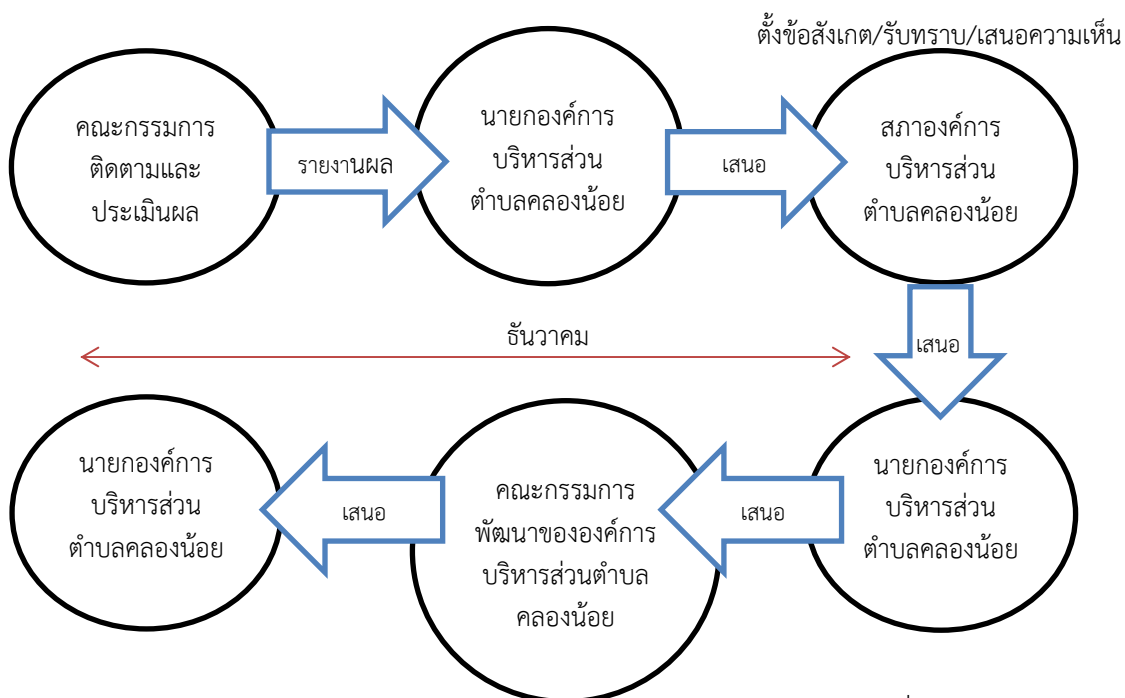 ตั้งข้อสังเกต/รับทราบ/เสนอความเห็น
คณะกรรมการ
ติดตามและ
ประเมินผล
รายงานผล
นายกองค์การ
บริหารส่วน
ตำบลคลองน้อย
เสนอ
สภาองค์การ
บริหารส่วน
ตำบลคลองน้อย
เสนอ
ธันวาคม
นายกองค์การ
บริหารส่วน
ตำบลคลองน้อย
เสนอ
คณะกรรมการ
พัฒนาขององค์การ
บริหารส่วนตำบล
คลองน้อย
เสนอ
นายกองค์การ
บริหารส่วน
ตำบลคลองน้อย